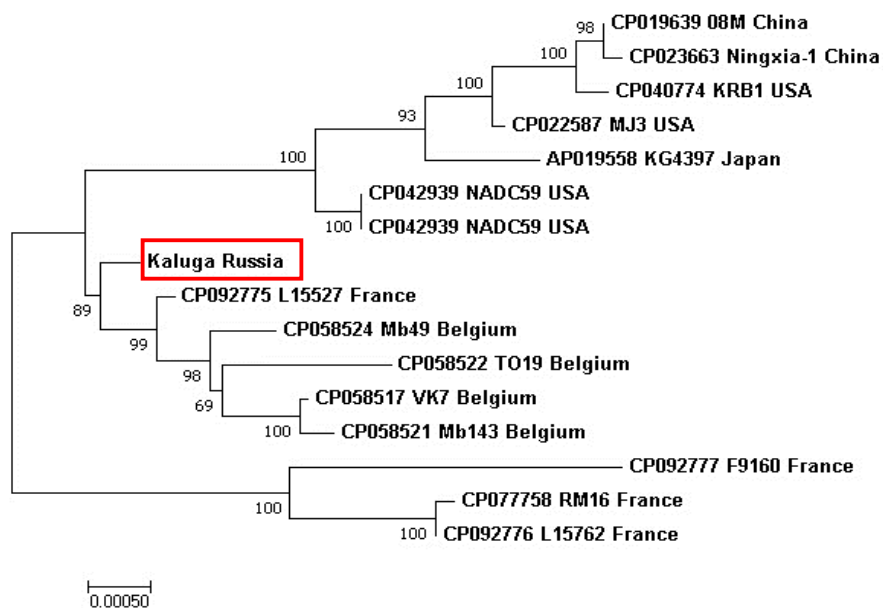 CP019639 08M China
98
CP023663 Ningxia-1 China
100
CP040774 KRB1 USA
100
CP022587 MJ3 USA
93
AP019558 KG4397 Japan
100
CP042939 NADC59 USA
CP042939 NADC59 USA
100
Kaluga Russia
CP092775 L15527 France
89
CP058524 Mb49 Belgium
99
CP058522 TO19 Belgium
98
CP058517 VK7 Belgium
69
CP058521 Mb143 Belgium
100
CP092777 F9160 France
CP077758 RM16 France
100
CP092776 L15762 France
100
0.00050